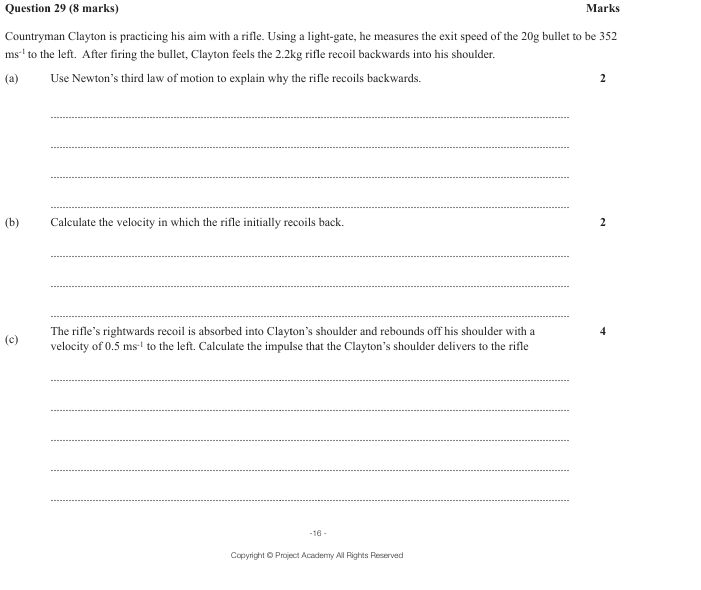 Question 29 (8 marks) Marks
Countryman Clayton is practicing his aim with a rifle. Using a light-gate, he measures the exit speed of the 20g bullet to be 352
ms⁻¹ to the left. After firing the bullet, Clayton feels the 2.2kg rifle recoil backwards into his shoulder.
(a) Use Newton's third law of motion to explain why the rifle recoils backwards. 2
(b) Calculate the velocity in which the rifle initially recoils back. 2
(c) The rifle's rightwards recoil is absorbed into Clayton's shoulder and rebounds off his shoulder with a 4
velocity of 0.5 ms⁻¹ to the left. Calculate the impulse that the Clayton's shoulder delivers to the rifle
-16 -
Copyright © Project Academy All Rights Reserved